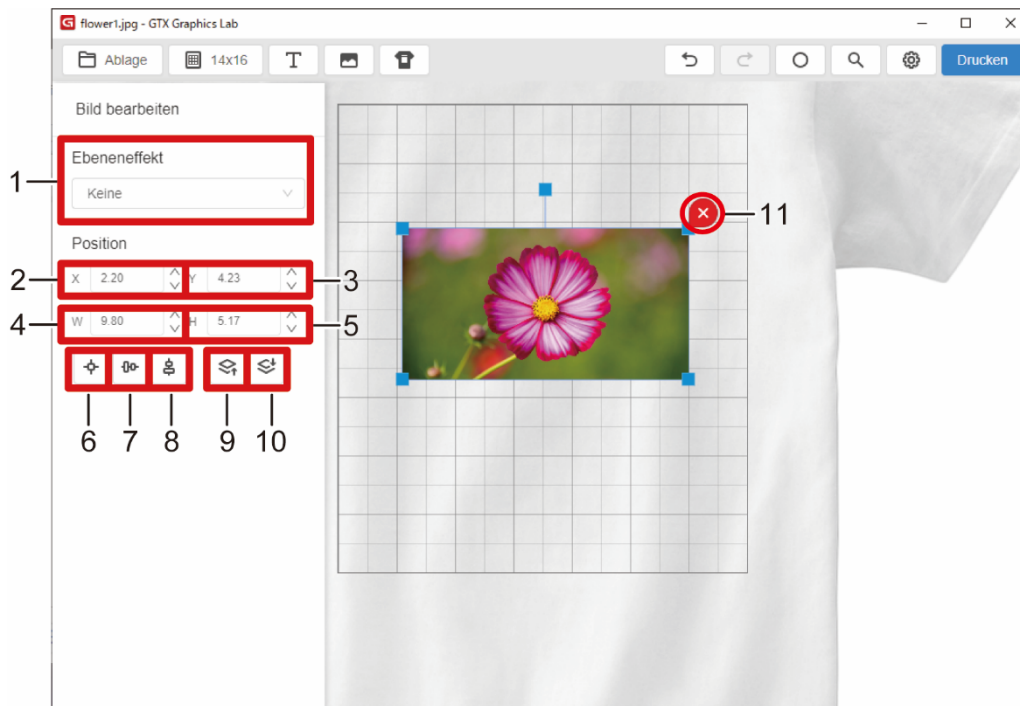 flower1.jpg - GTX Graphics Lab
Ablage 14x16 T Drucken
Bild bearbeiten
Ebeneneffekt
1
Keine
11
Position
2 X 2.20 Y 4.23 3
4 W 9.80 H 5.17 5
6 7 8 9 10